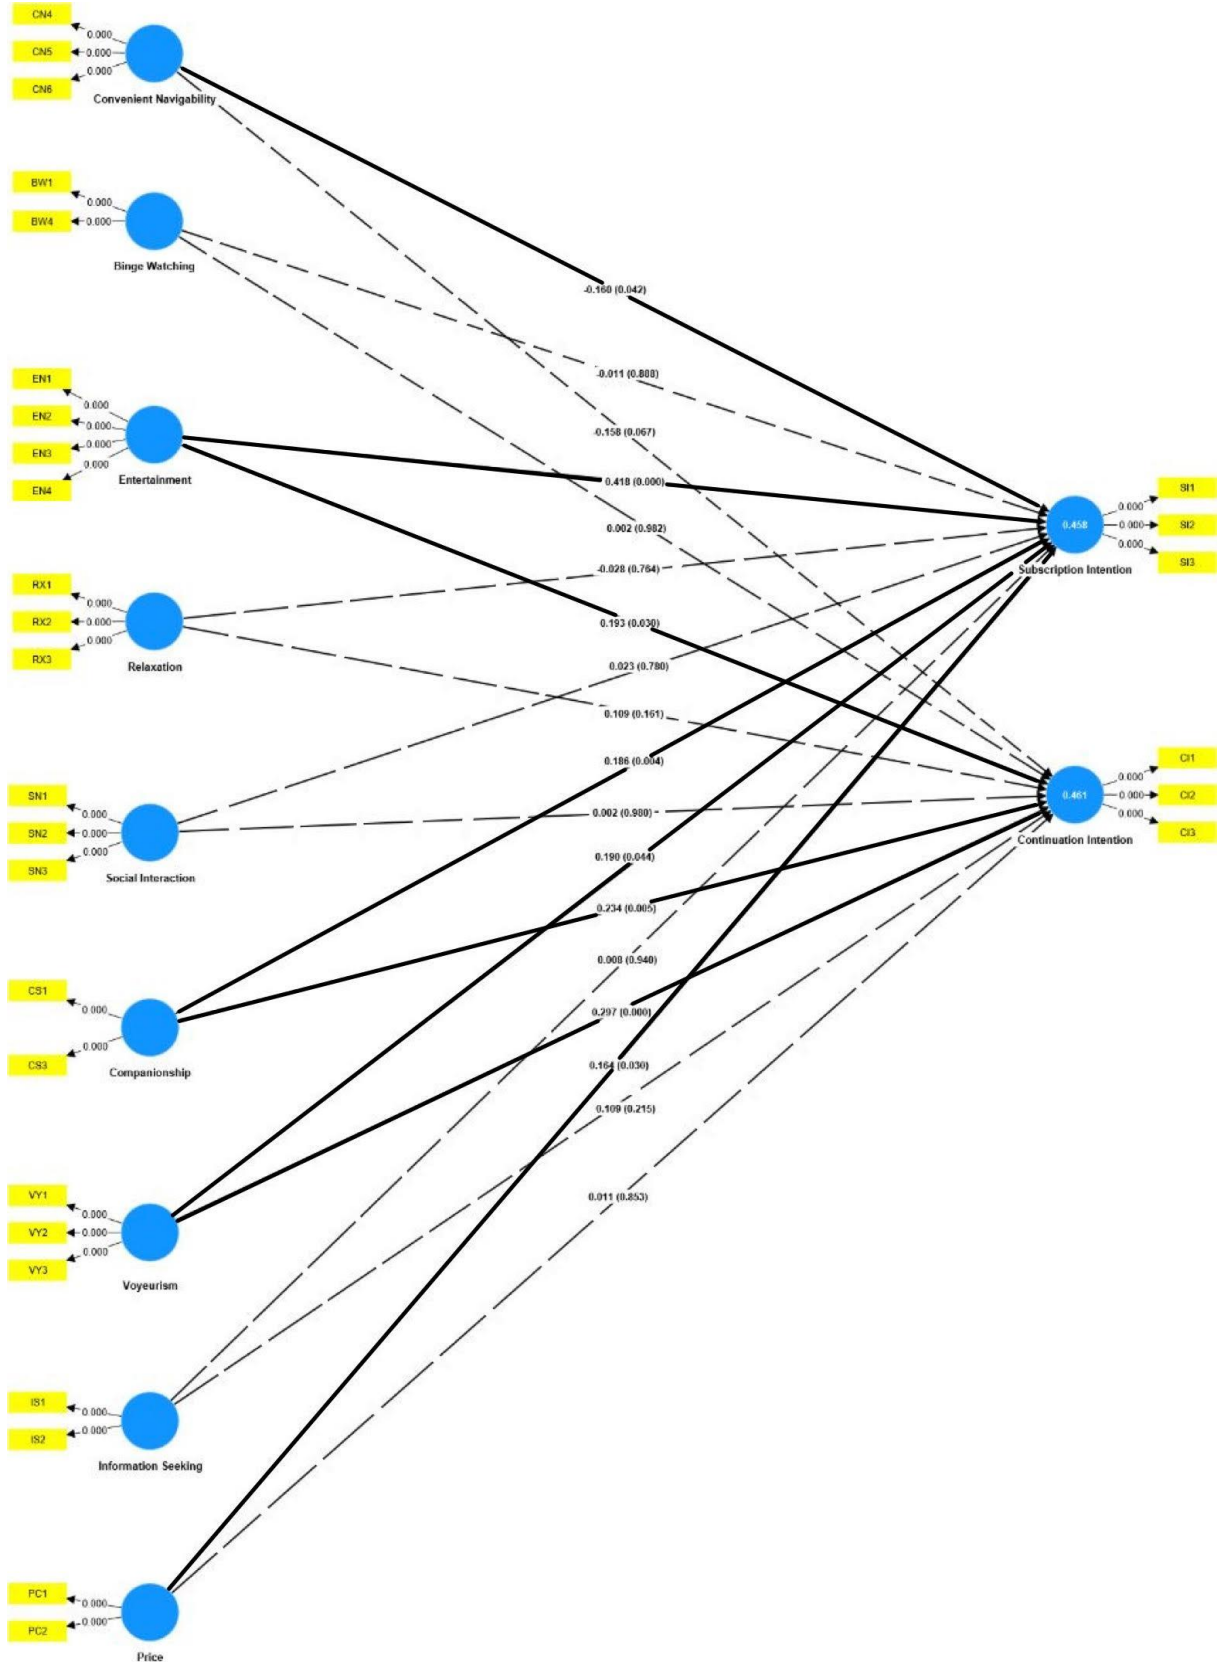 CN4
0.000
CN5
0.000
0.000
CN6
Convenient Navigability
BW1
0.000
BW4
0.000
Binge Watching
-0.160 (0.042)
-0.011 (0.888)
EN1
0.000
EN2
0.000
EN3
0.000
0.000
EN4
Entertainment
-0.158 (0.067)
0.418 (0.000)
0.002 (0.982)
SI1
0.000
0.458
0.000
SI2
0.000
SI3
Subscription Intention
RX1
0.000
RX2
0.000
0.000
RX3
Relaxation
-0.028 (0.764)
0.193 (0.030)
0.023 (0.780)
0.109 (0.161)
0.186 (0.004)
0.002 (0.980)
CI1
0.000
0.461
0.000
CI2
0.000
CI3
Continuation Intention
SN1
0.000
SN2
0.000
0.000
SN3
Social Interaction
0.190 (0.044)
0.234 (0.005)
0.008 (0.940)
CS1
0.000
0.000
CS3
Companionship
0.297 (0.000)
0.164 (0.030)
0.109 (0.215)
0.011 (0.853)
VY1
0.000
VY2
0.000
0.000
VY3
Voyeurism
IS1
0.000
IS2
0.000
Information Seeking
PC1
0.000
PC2
0.000
Price